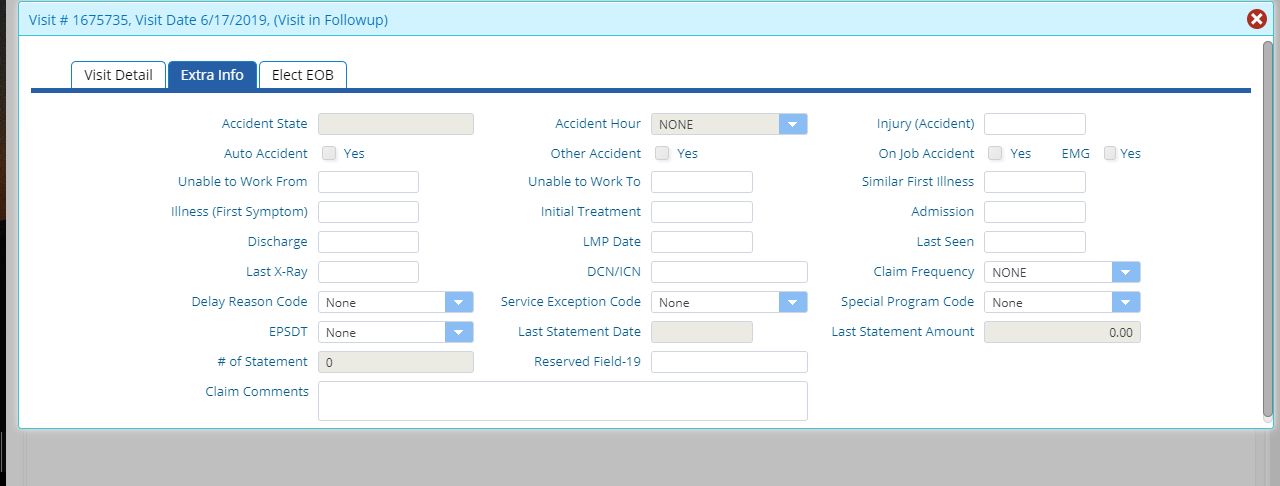 Visit # 1675735, Visit Date 6/17/2019, (Visit in Followup)
Visit Detail Extra Info Elect EOB
Accident State Accident Hour NONE Injury (Accident)
Auto Accident Yes Other Accident Yes On Job Accident Yes EMG Yes
Unable to Work From Unable to Work To Similar First Illness
Illness (First Symptom) Initial Treatment Admission
Discharge LMP Date Last Seen
Last X-Ray DCN/ICN Claim Frequency NONE
Delay Reason Code None Service Exception Code None Special Program Code None
EPSDT None Last Statement Date Last Statement Amount 0.00
# of Statement 0 Reserved Field-19
Claim Comments